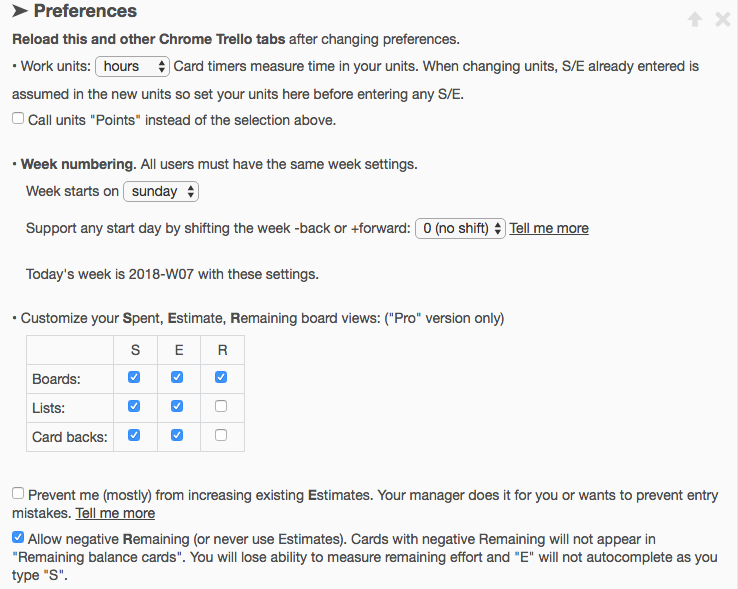 ➤ Preferences
Reload this and other Chrome Trello tabs after changing preferences.
• Work units: hours Card timers measure time in your units. When changing units, S/E already entered is
assumed in the new units so set your units here before entering any S/E.
Call units "Points" instead of the selection above.
• Week numbering. All users must have the same week settings.
Week starts on sunday
Support any start day by shifting the week -back or +forward: 0 (no shift) Tell me more
Today's week is 2018-W07 with these settings.
• Customize your Spent, Estimate, Remaining board views: ("Pro" version only)
S E R
Boards:
Lists:
Card backs:
Prevent me (mostly) from increasing existing Estimates. Your manager does it for you or wants to prevent entry
mistakes. Tell me more
Allow negative Remaining (or never use Estimates). Cards with negative Remaining will not appear in
"Remaining balance cards". You will lose ability to measure remaining effort and "E" will not autocomplete as you
type "S".